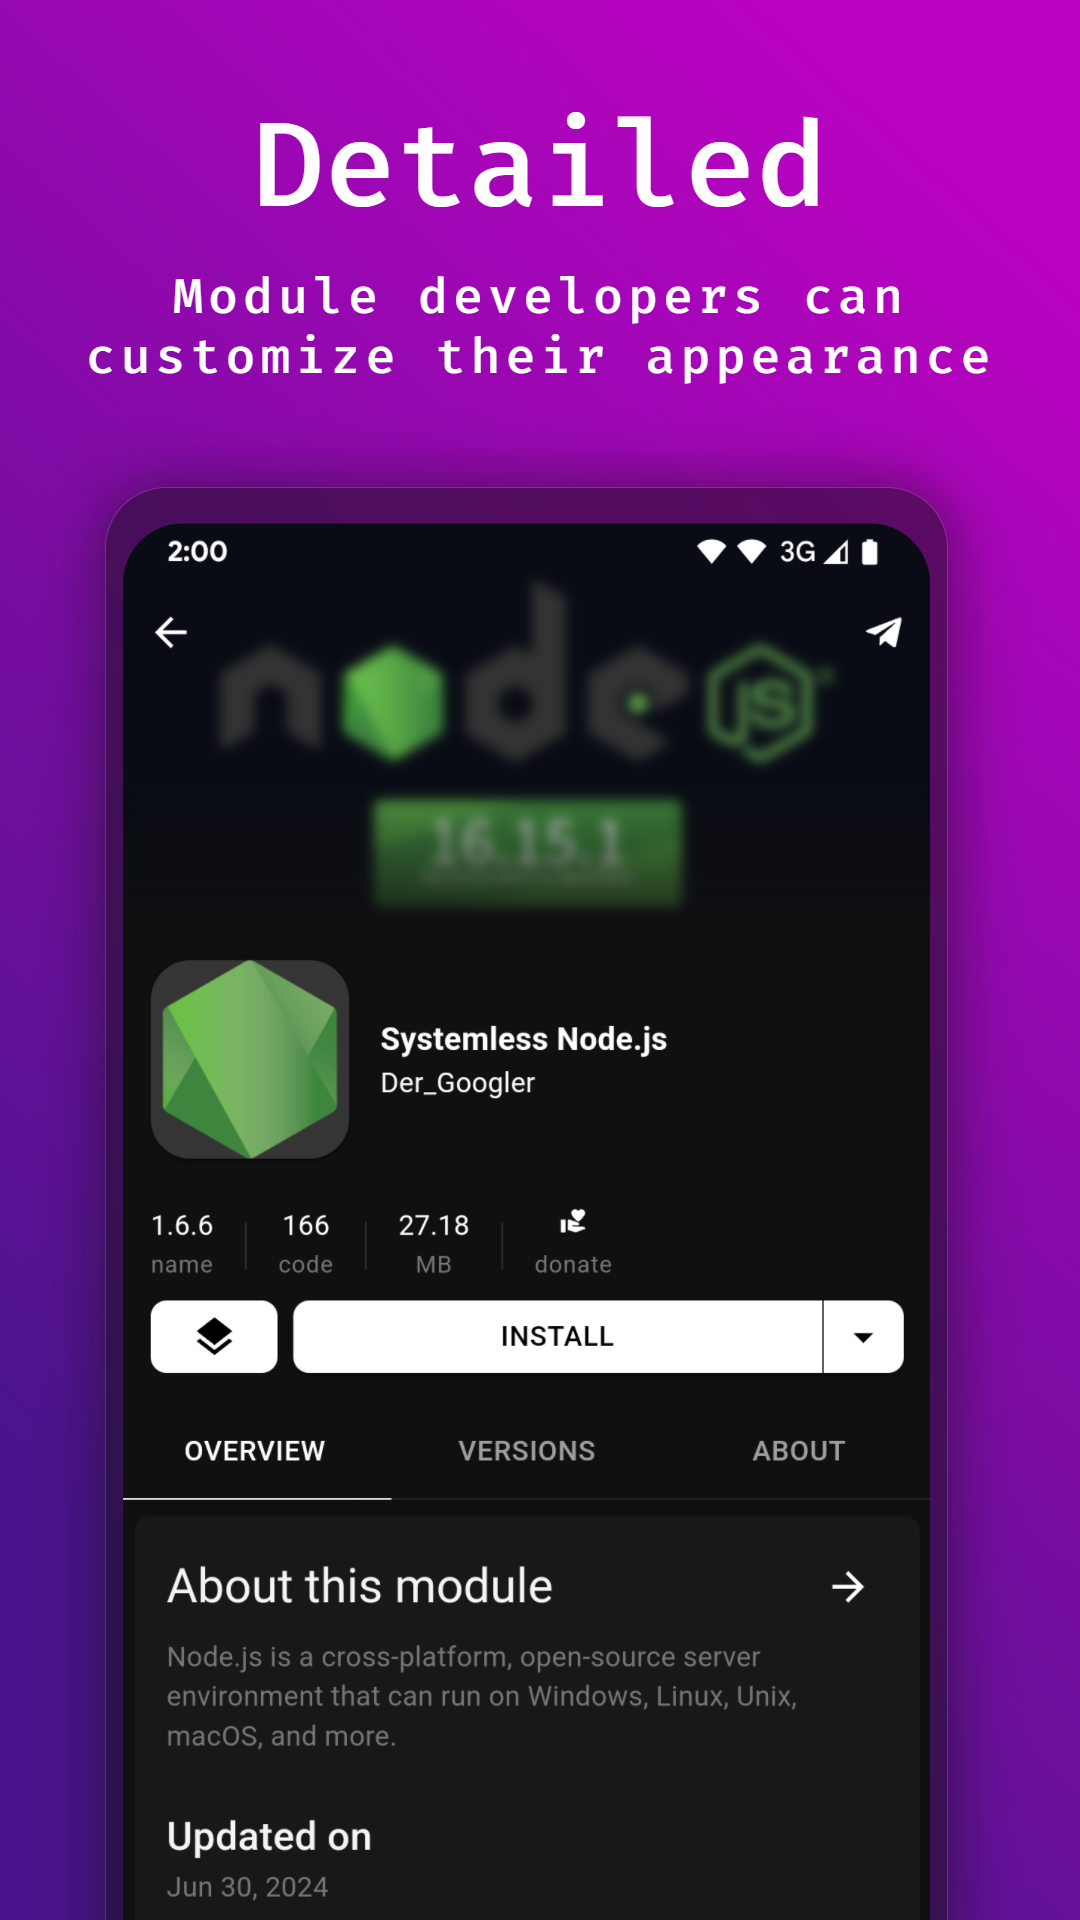 Detailed
Module developers can
customize their appearance
2:00
3G
node
JS
16.15.1
Systemless Node.js
Der_Googler
1.6.6
166
27.18
name
code
MB
donate
INSTALL
OVERVIEW
VERSIONS
ABOUT
About this module
Node.js is a cross-platform, open-source server
environment that can run on Windows, Linux, Unix,
macOS, and more.
Updated on
Jun 30, 2024